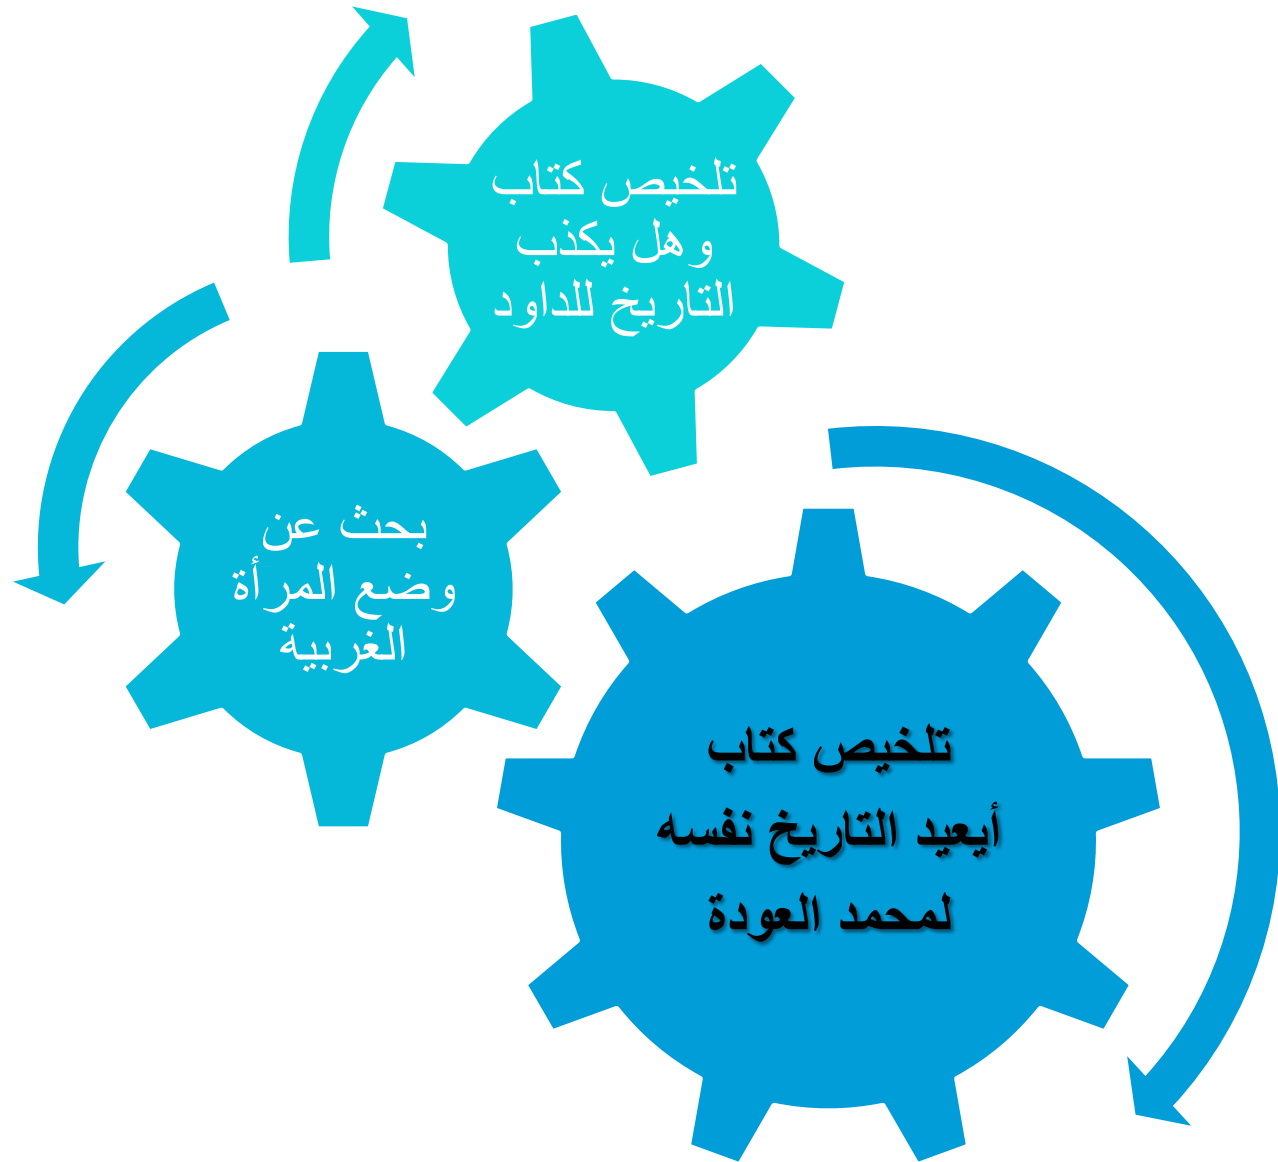 تلخيص كتاب
وهل يكذب
التاريخ للداود
بحث عن
وضع المرأة
الغربية
تلخيص كتاب
أيعيد التاريخ نفسه
لمحمد العودة